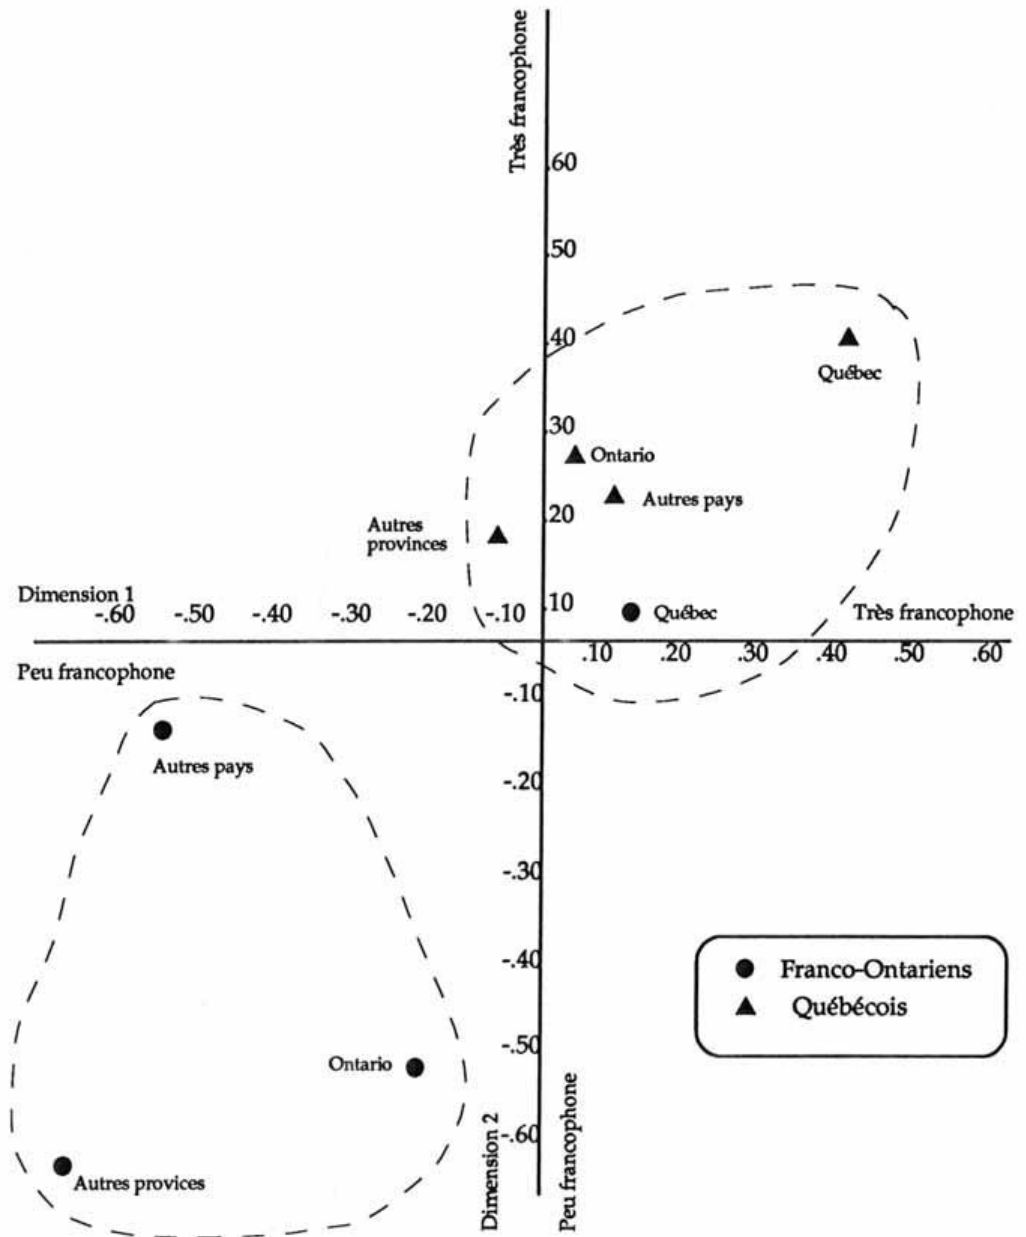 Très francophone
.60
.50
.40
Québec
.30
Ontario
Autres pays
.20
Autres
provinces
Dimension 1
-.60 -.50 -.40 -.30 -.20 -.10 .10
Québec
Très francophone
.10 .20 .30 .40 .50 .60
Peu francophone
-.10
Autres pays
-.20
-.30
-.40
Franco-Ontariens
Québécois
-.50
Ontario
-.60
Autres provices
Dimension 2
Peu francophone